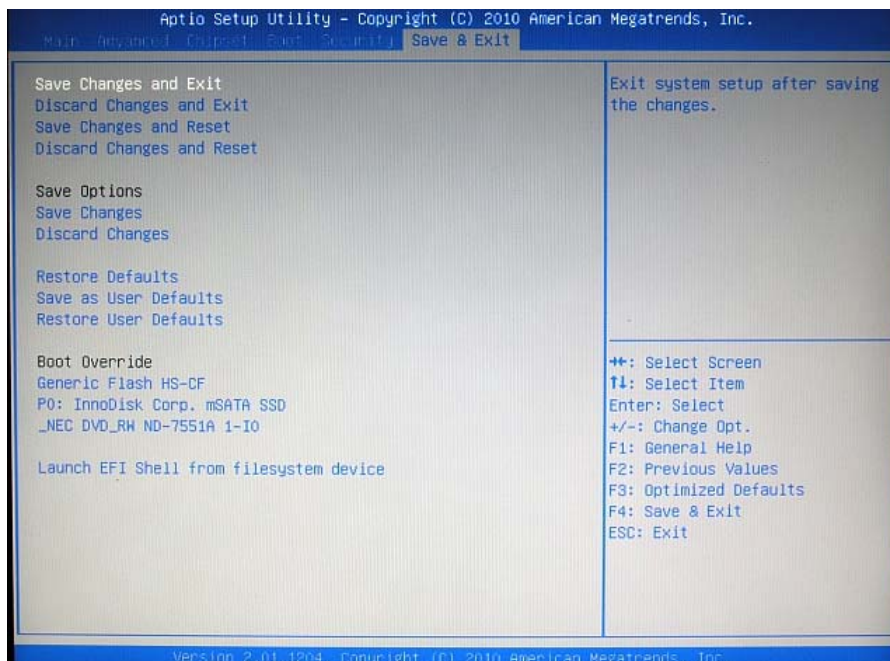 Aptio Setup Utility – Copyright (C) 2010 American Megatrends, Inc.
Main Advanced Chipset Boot Security Save & Exit
Save Changes and Exit
Discard Changes and Exit
Save Changes and Reset
Discard Changes and Reset
Save Options
Save Changes
Discard Changes
Restore Defaults
Save as User Defaults
Restore User Defaults
Boot Override
Generic Flash HS-CF
P0: InnoDisk Corp. mSATA SSD
_NEC DVD_RW ND-7551A 1-I0
Launch EFI Shell from filesystem device
Exit system setup after saving
the changes.
→←: Select Screen
↑↓: Select Item
Enter: Select
+/-: Change Opt.
F1: General Help
F2: Previous Values
F3: Optimized Defaults
F4: Save & Exit
ESC: Exit
Version 2.01.1204. Copyright (C) 2010 American Megatrends, Inc.